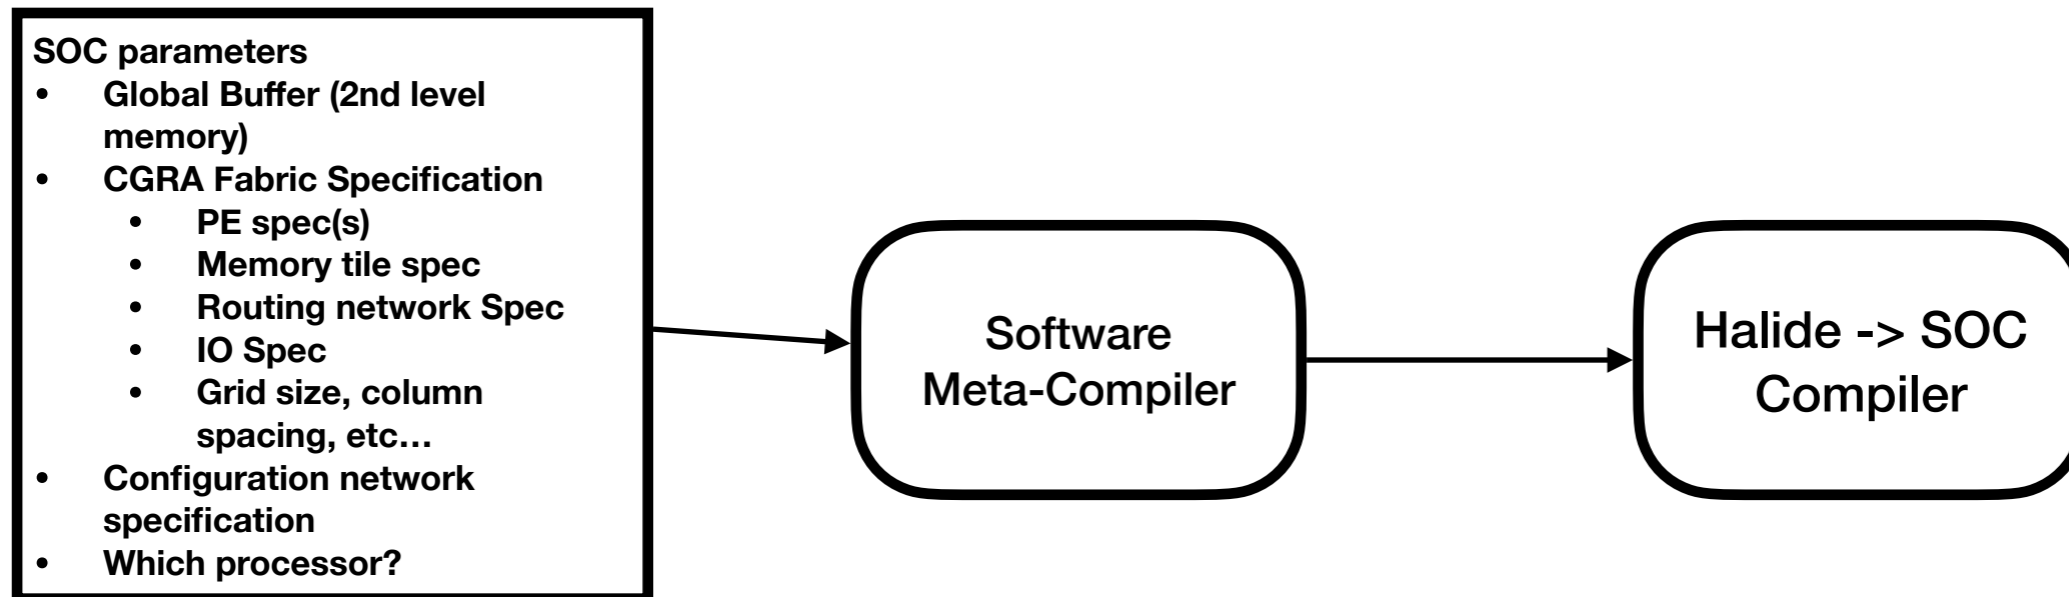 SOC parameters
• Global Buffer (2nd level
memory)
• CGRA Fabric Specification
• PE spec(s)
• Memory tile spec
• Routing network Spec
• IO Spec
• Grid size, column
spacing, etc…
• Configuration network
specification
• Which processor?
Software
Meta-Compiler
Halide -> SOC
Compiler